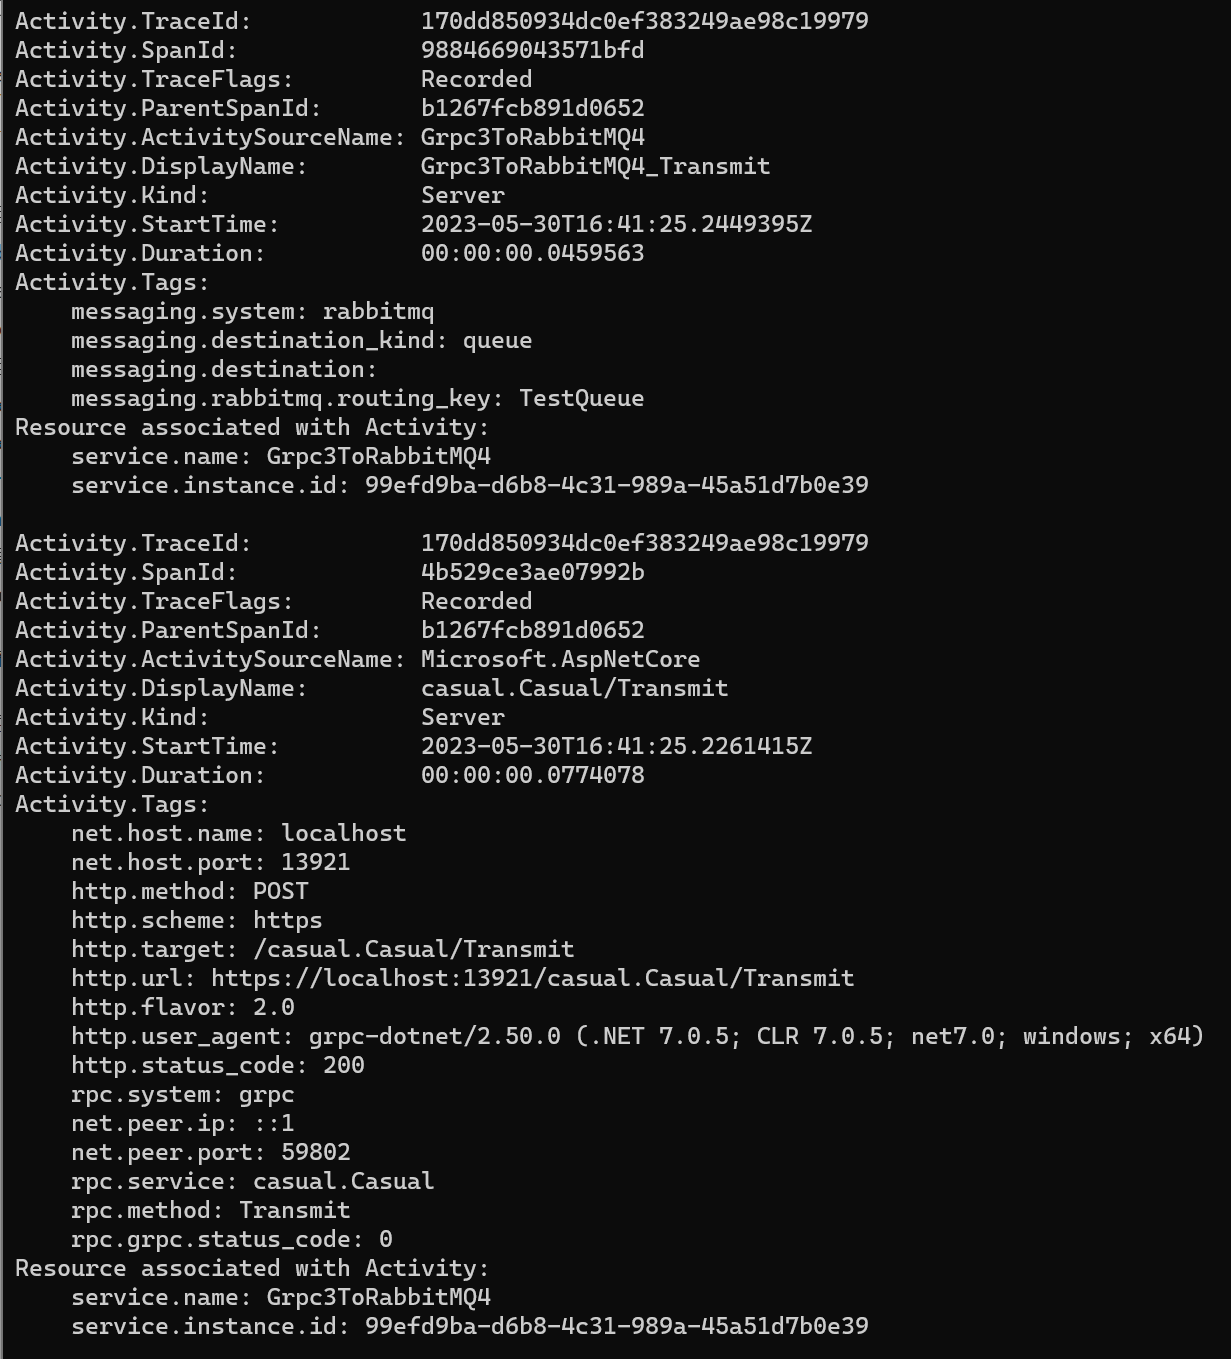 Activity.TraceId: 170dd850934dc0ef383249ae98c19979
Activity.SpanId: 9884669043571bfd
Activity.TraceFlags: Recorded
Activity.ParentSpanId: b1267fcb891d0652
Activity.ActivitySourceName: Grpc3ToRabbitMQ4
Activity.DisplayName: Grpc3ToRabbitMQ4_Transmit
Activity.Kind: Server
Activity.StartTime: 2023-05-30T16:41:25.2449395Z
Activity.Duration: 00:00:00.0459563
Activity.Tags:
messaging.system: rabbitmq
messaging.destination_kind: queue
messaging.destination:
messaging.rabbitmq.routing_key: TestQueue
Resource associated with Activity:
service.name: Grpc3ToRabbitMQ4
service.instance.id: 99efd9ba-d6b8-4c31-989a-45a51d7b0e39
Activity.TraceId: 170dd850934dc0ef383249ae98c19979
Activity.SpanId: 4b529ce3ae07992b
Activity.TraceFlags: Recorded
Activity.ParentSpanId: b1267fcb891d0652
Activity.ActivitySourceName: Microsoft.AspNetCore
Activity.DisplayName: casual.Casual/Transmit
Activity.Kind: Server
Activity.StartTime: 2023-05-30T16:41:25.2261415Z
Activity.Duration: 00:00:00.0774078
Activity.Tags:
net.host.name: localhost
net.host.port: 13921
http.method: POST
http.scheme: https
http.target: /casual.Casual/Transmit
http.url: https://localhost:13921/casual.Casual/Transmit
http.flavor: 2.0
http.user_agent: grpc-dotnet/2.50.0 (.NET 7.0.5; CLR 7.0.5; net7.0; windows; x64)
http.status_code: 200
rpc.system: grpc
net.peer.ip: ::1
net.peer.port: 59802
rpc.service: casual.Casual
rpc.method: Transmit
rpc.grpc.status_code: 0
Resource associated with Activity:
service.name: Grpc3ToRabbitMQ4
service.instance.id: 99efd9ba-d6b8-4c31-989a-45a51d7b0e39